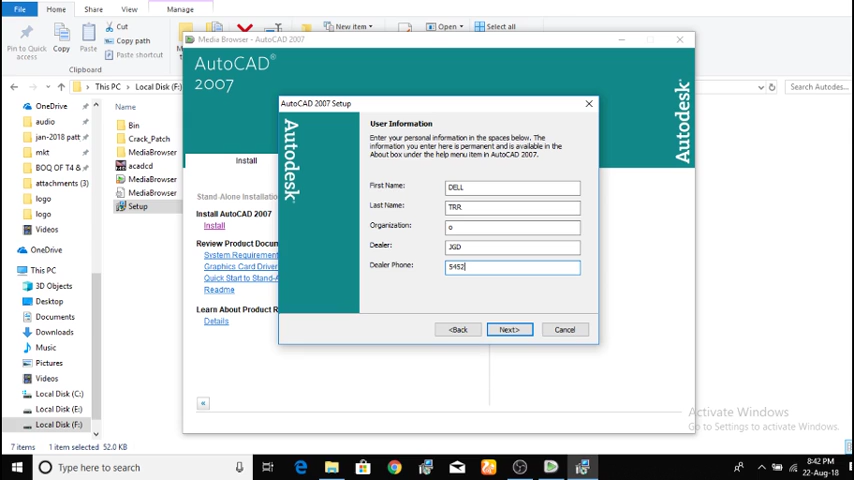 File
Home
Share
View
Manage
Cut
Copy path
Paste shortcut
Pin to Quick access
Copy
Paste
New item
Open
Select all
Clipboard
This PC
Local Disk (F:)
Search Autodes...
Media Browser - AutoCAD 2007
AutoCAD®
2007
Autodesk
Name
OneDrive
audio
jan-2018 patt
mkt
BOQ OF T4 &
attachments (3)
logo
logo
Videos
OneDrive
This PC
3D Objects
Desktop
Documents
Downloads
Music
Pictures
Videos
Local Disk (C:)
Local Disk (E:)
Local Disk (F:)
Bin
Crack_Patch
MediaBrowser
acadcd
MediaBrowser
MediaBrowser
Setup
Install
Stand-Alone Installatio
Install AutoCAD 2007
Install
Review Product Docum
System Requirement
Graphics Card Driver
Quick Start to Stand-A
Readme
Learn About Product R
Details
«
AutoCAD 2007 Setup
Autodesk
User Information
Enter your personal information in the spaces below. The
information you enter here is permanent and is available in the
About box under the help menu item in AutoCAD 2007.
First Name: DELL
Last Name: TRR
Organization: o
Dealer: JGD
Dealer Phone: 5452
<Back
Next>
Cancel
Activate Windows
Go to Settings to activate Windows.
7 items
1 item selected 52.0 KB
Type here to search
8:42 PM
22-Aug-18